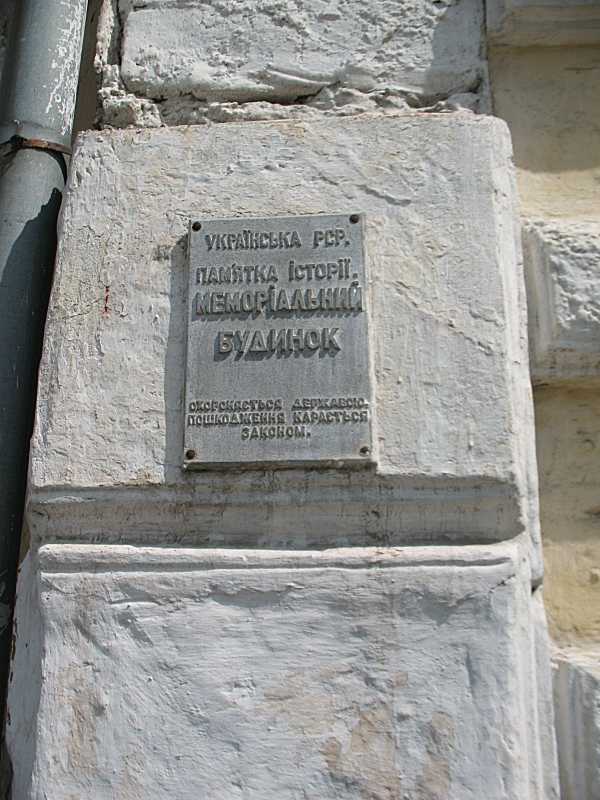 УКРАЇНСЬКА РСР.
ПАМ'ЯТКА ІСТОРІЇ.
МЕМОРІАЛЬНИЙ
БУДИНОК
ОХОРОНЯЄТЬСЯ ДЕРЖАВОЮ.
ПОШКОДЖЕННЯ КАРАЄТЬСЯ
ЗАКОНОМ.